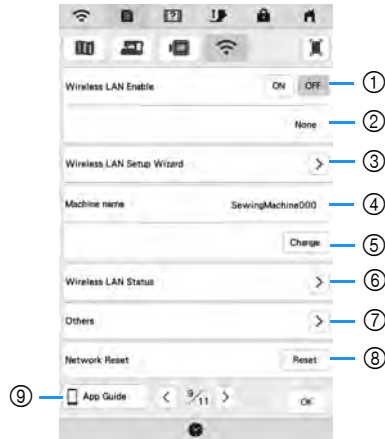 Wireless LAN Enable ON OFF ①
None ②
Wireless LAN Setup Wizard > ③
Machine name SewingMachine000 ④
Change ⑤
Wireless LAN Status > ⑥
Others > ⑦
Network Reset Reset ⑧
⑨ App Guide < 9/11 > OK